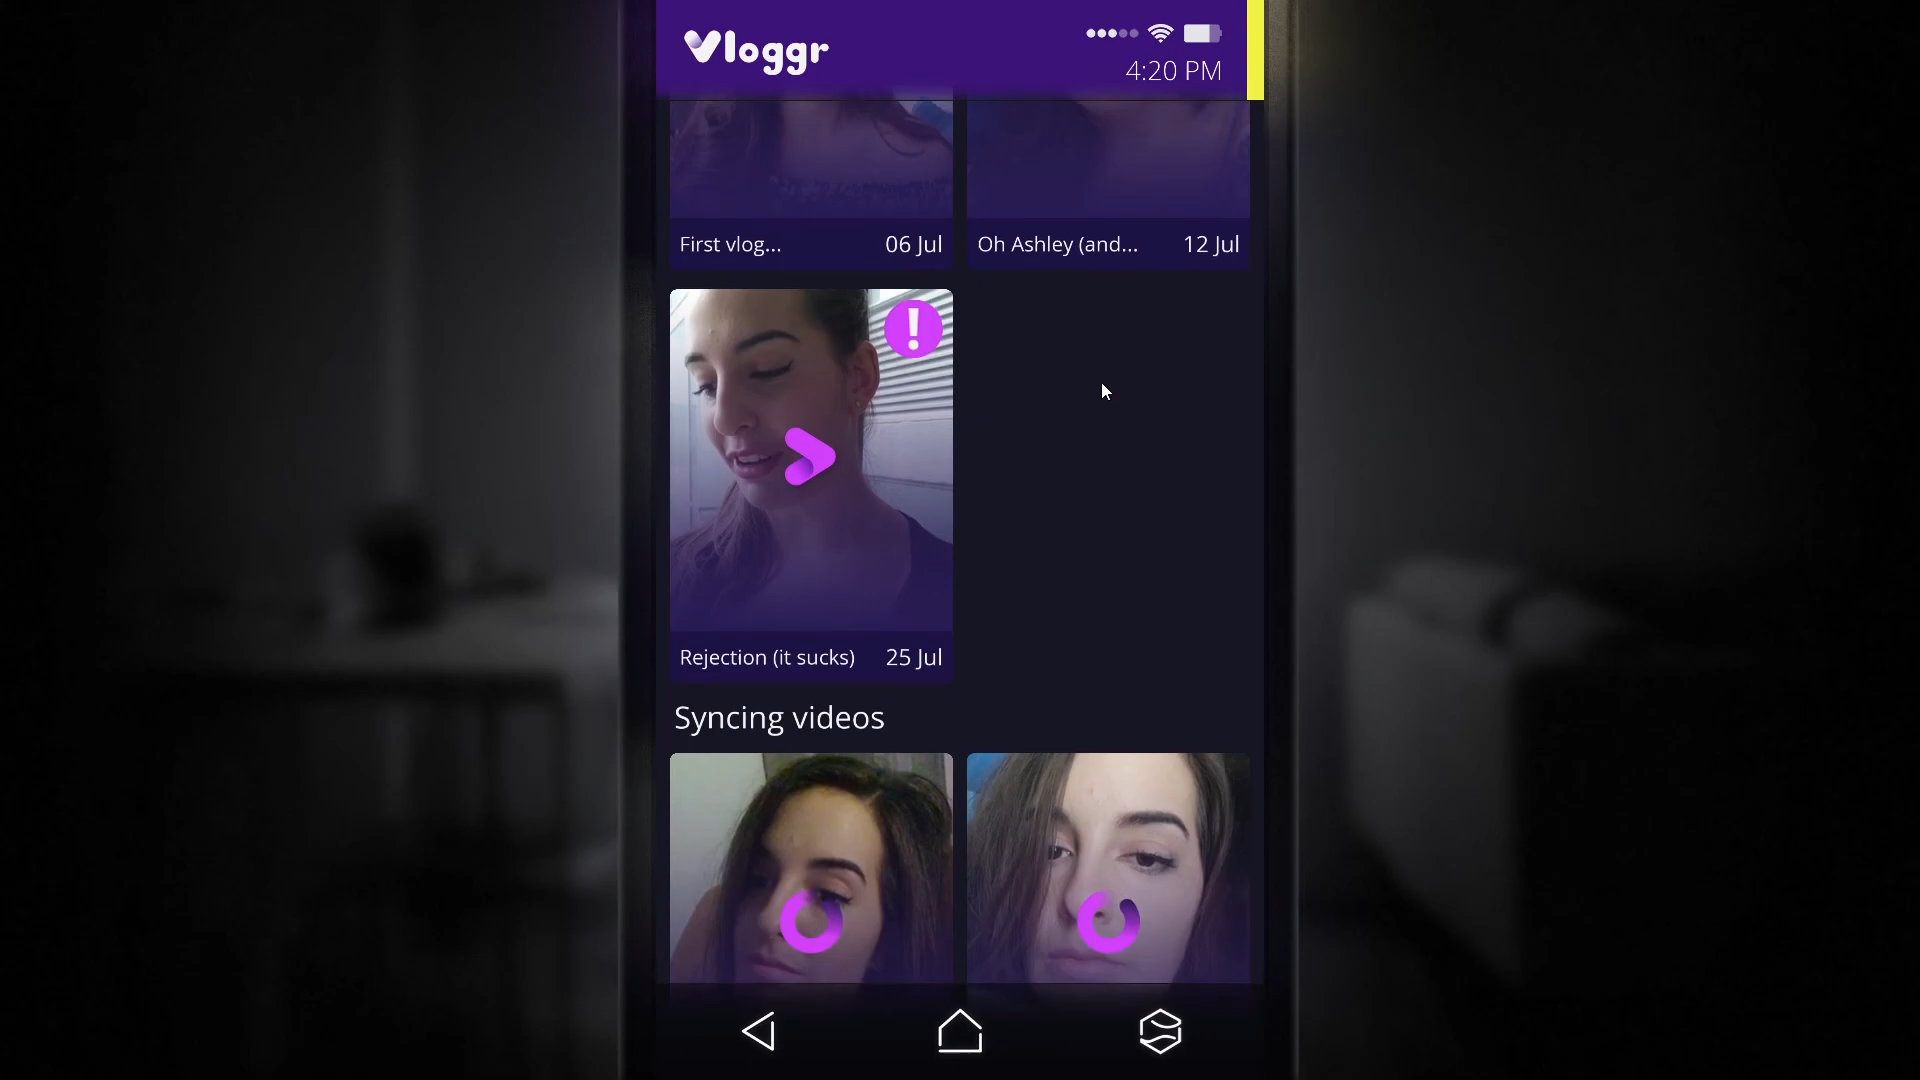 Vloggr
4:20 PM
First vlog... 06 Jul
Oh Ashley (and... 12 Jul
!
Rejection (it sucks) 25 Jul
Syncing videos